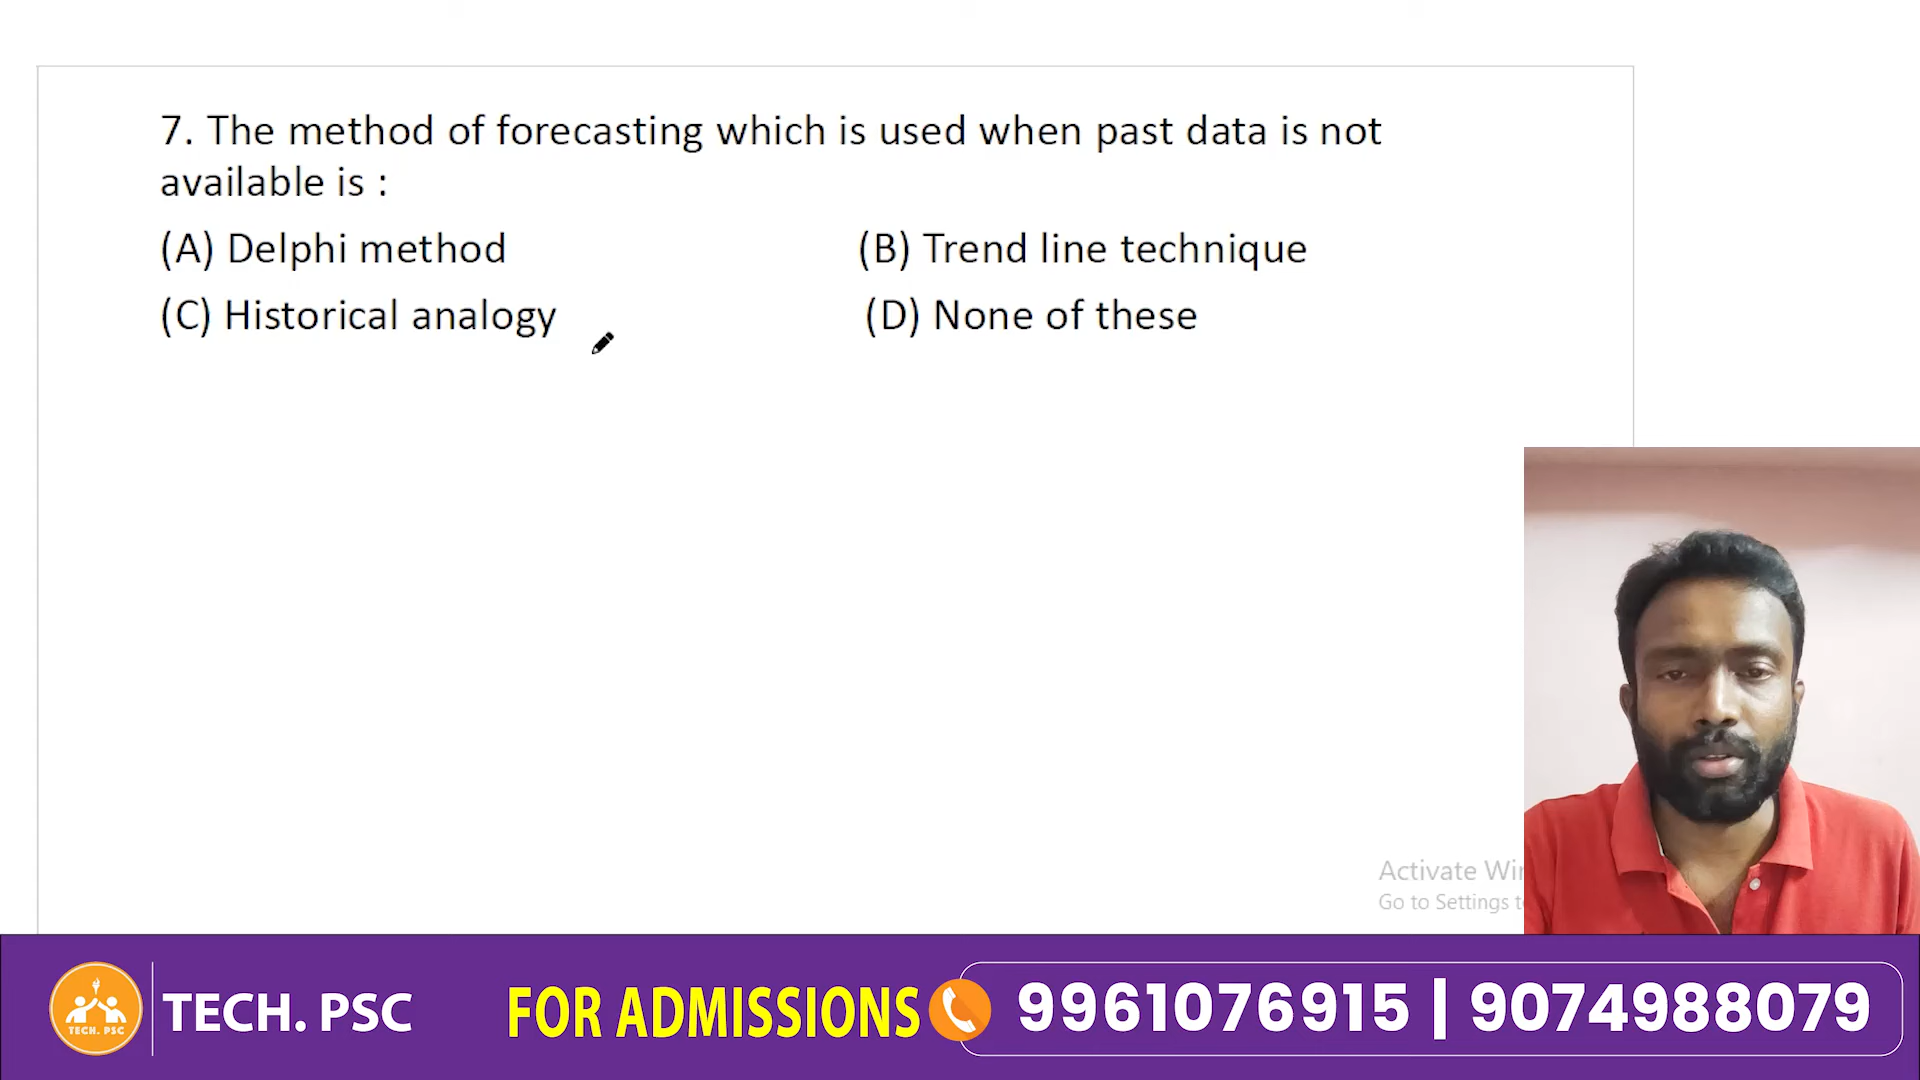 7. The method of forecasting which is used when past data is not
available is :
(A) Delphi method (B) Trend line technique
(C) Historical analogy (D) None of these
Activate Wi
Go to Settings t
TECH. PSC
TECH. PSC FOR ADMISSIONS 9961076915 | 9074988079